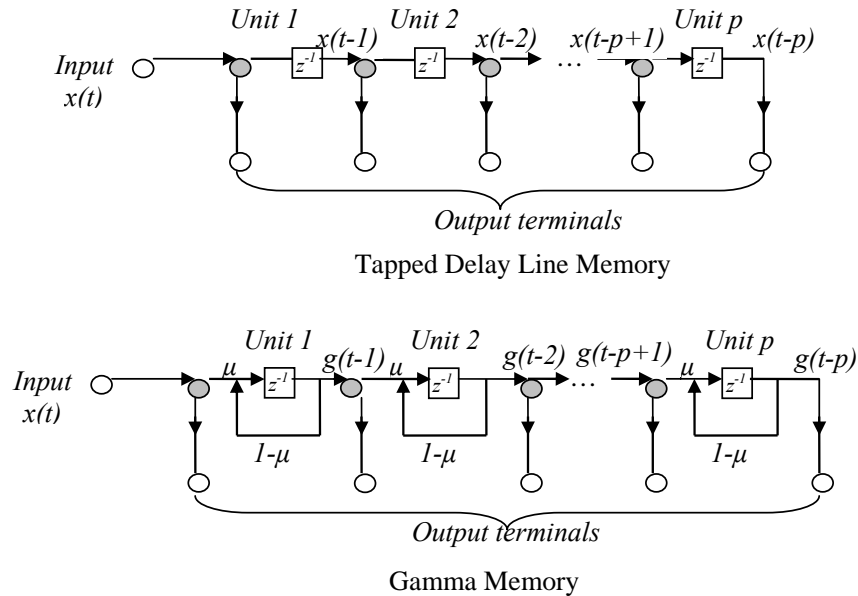 Unit 1 Unit 2 Unit p
x(t-1) x(t-2) x(t-p+1) x(t-p)
Input
x(t)
z-1 z-1 ... z-1
Output terminals
Tapped Delay Line Memory
Unit 1 Unit 2 Unit p
μ g(t-1) μ g(t-2) g(t-p+1) μ g(t-p)
Input
x(t)
z-1 z-1 ... z-1
1-μ 1-μ 1-μ
Output terminals
Gamma Memory